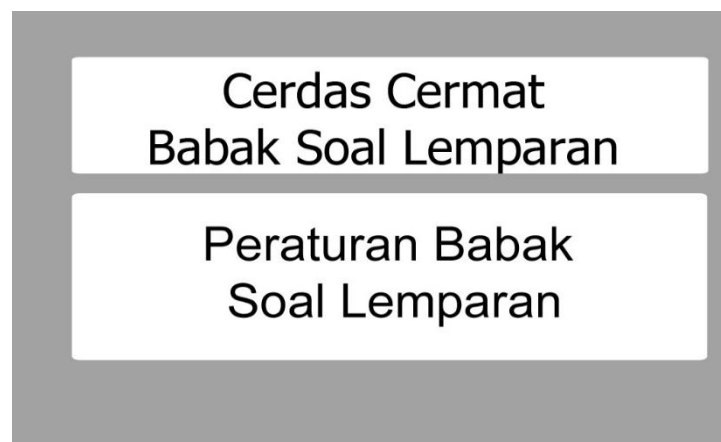 Cerdas Cermat
Babak Soal Lemparan
Peraturan Babak
Soal Lemparan